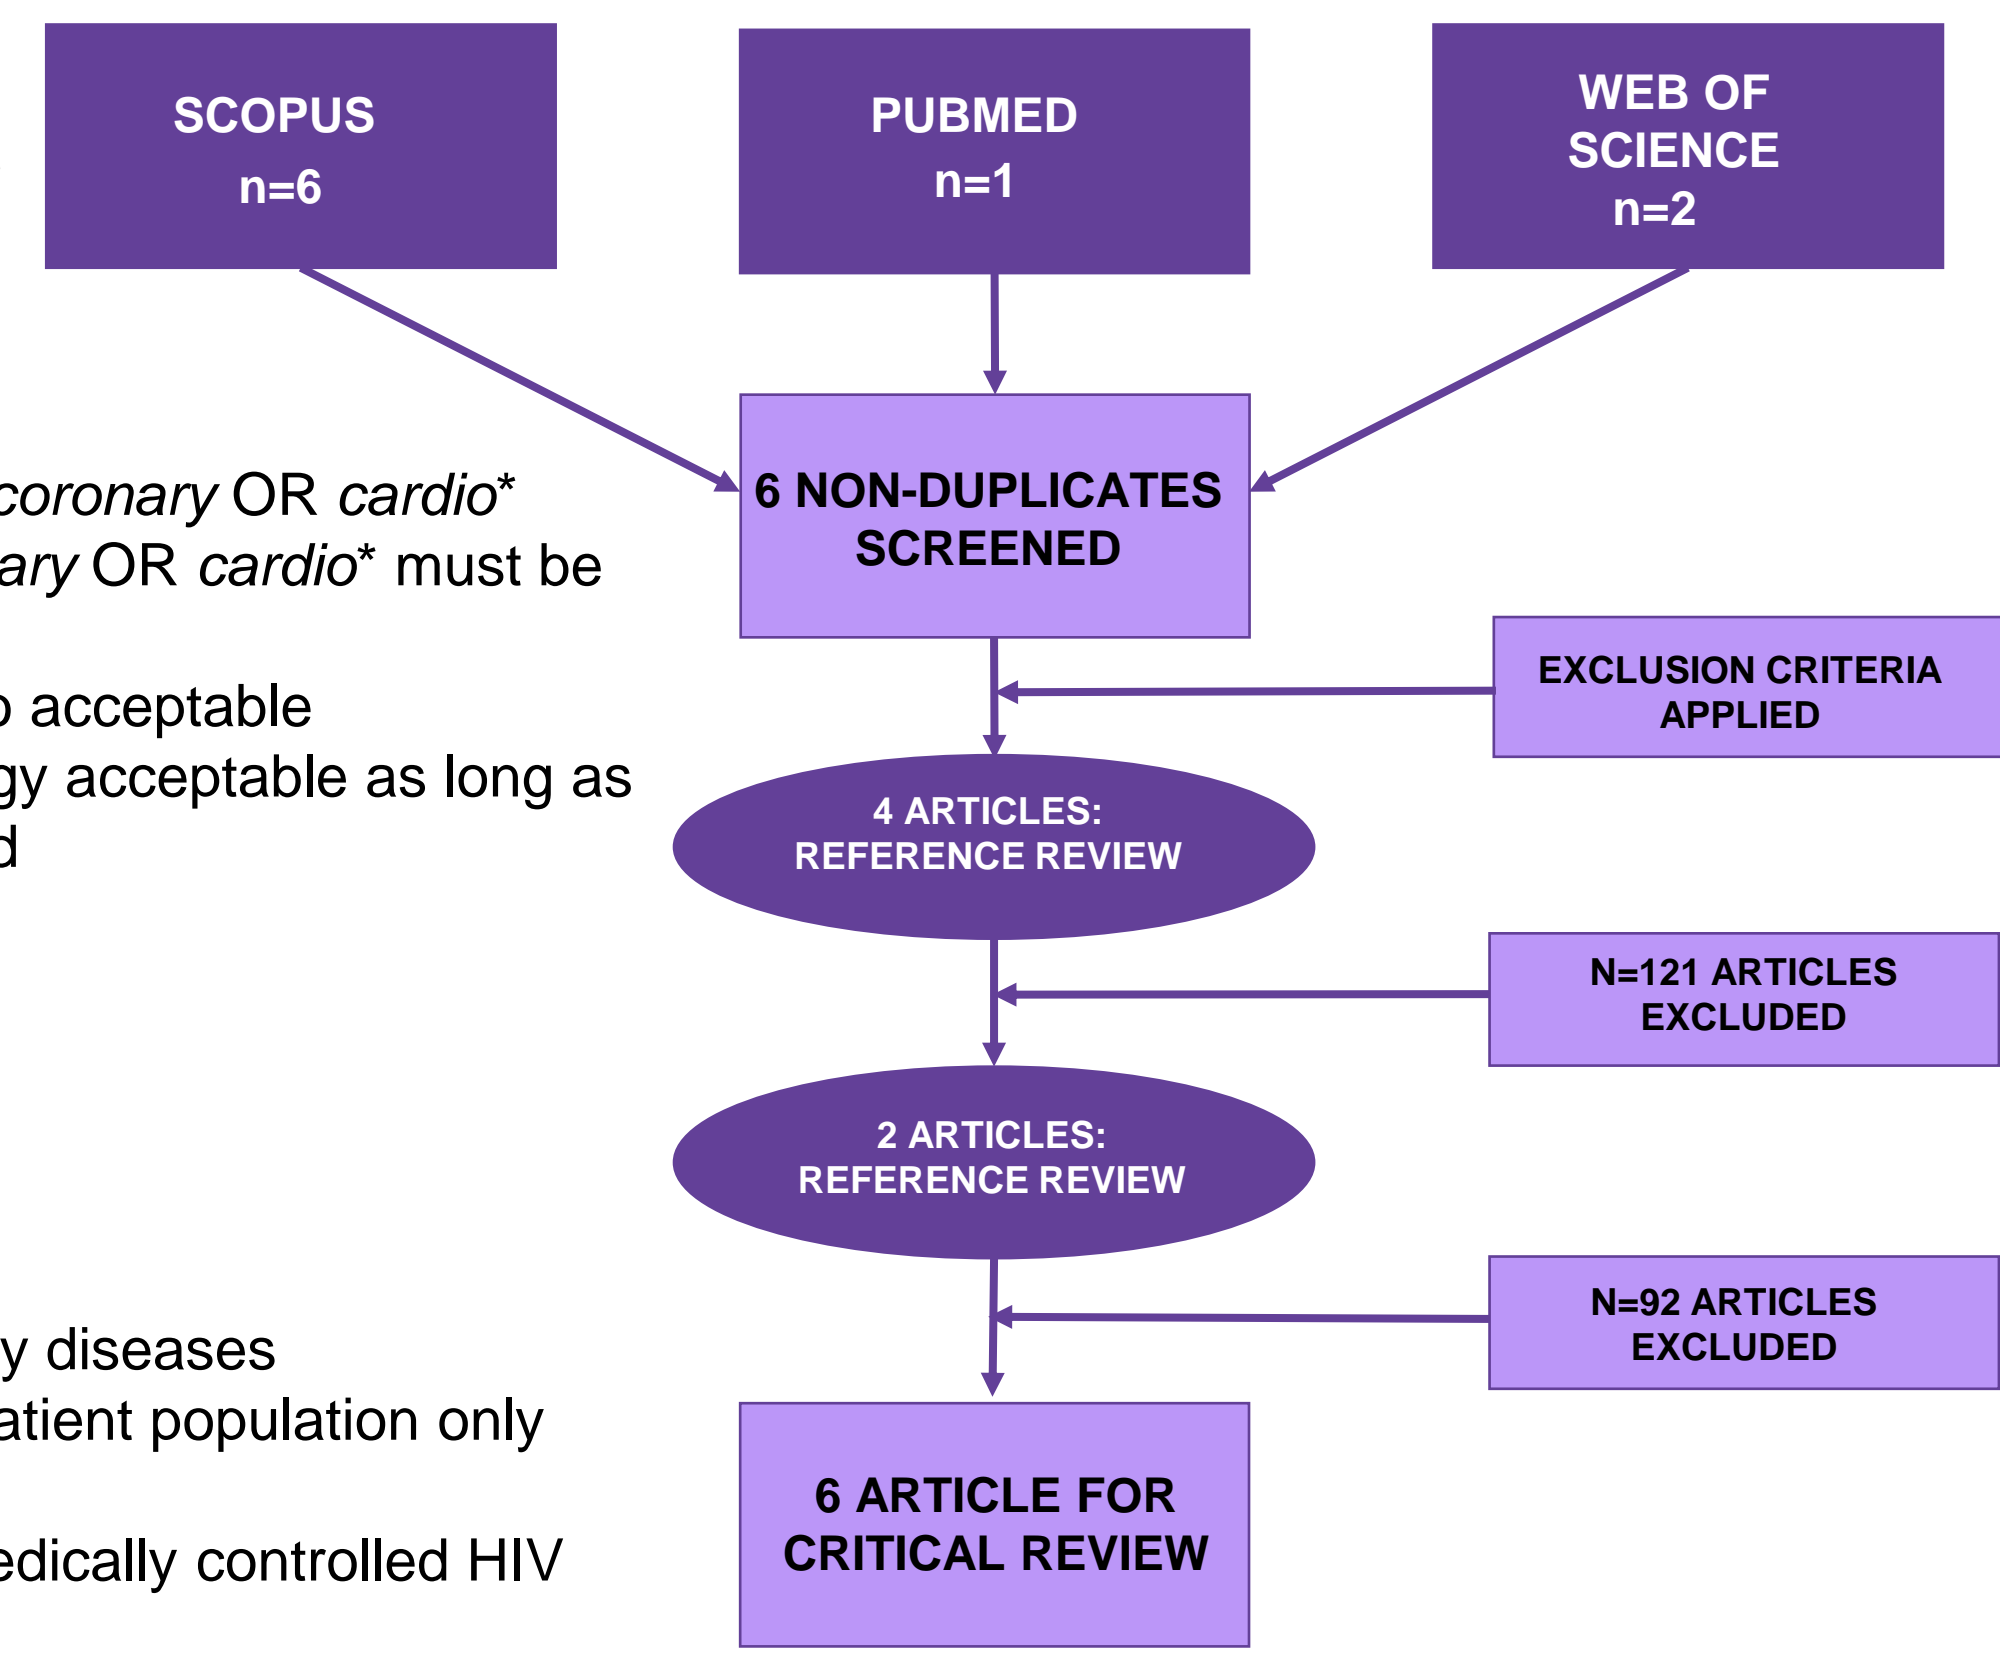 SCOPUS
n=6
PUBMED
n=1
WEB OF
SCIENCE
n=2
6 NON-DUPLICATES
SCREENED
coronary OR cardio*
ary OR cardio* must be
acceptable
gy acceptable as long as
EXCLUSION CRITERIA
APPLIED
4 ARTICLES:
REFERENCE REVIEW
N=121 ARTICLES
EXCLUDED
2 ARTICLES:
REFERENCE REVIEW
N=92 ARTICLES
EXCLUDED
y diseases
atient population only
edically controlled HIV
6 ARTICLE FOR
CRITICAL REVIEW